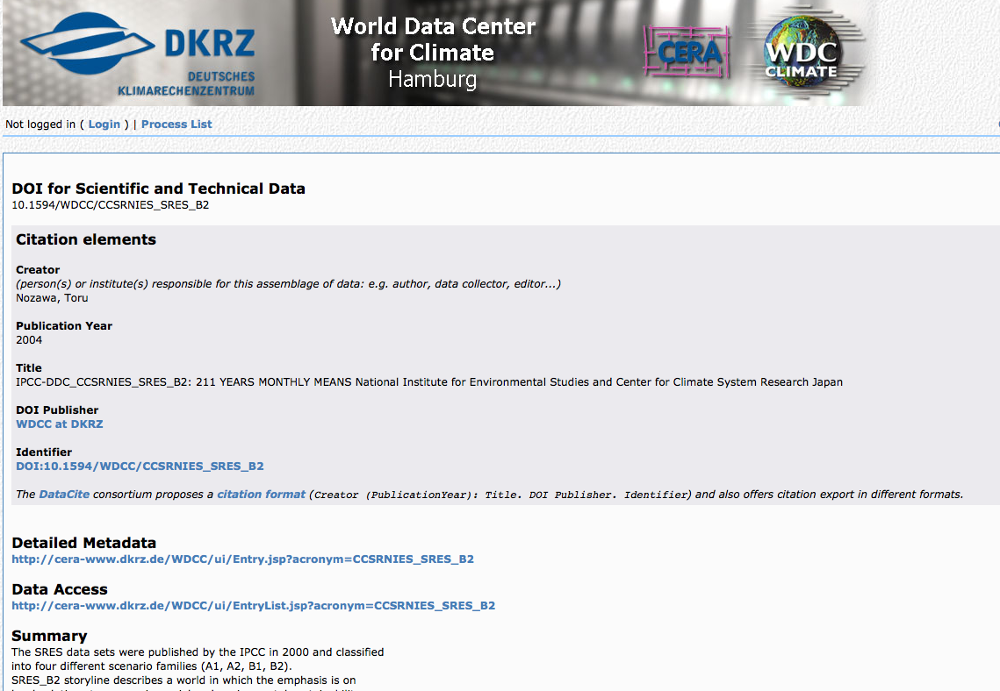 DKRZ
DEUTSCHES
KLIMARECHENZENTRUM
World Data Center
for Climate
Hamburg
CERA
WDC
CLIMATE
Not logged in ( Login ) | Process List
DOI for Scientific and Technical Data
10.1594/WDCC/CCSRNIES_SRES_B2
Citation elements
Creator
(person(s) or institute(s) responsible for this assemblage of data: e.g. author, data collector, editor...)
Nozawa, Toru
Publication Year
2004
Title
IPCC-DDC_CCSRNIES_SRES_B2: 211 YEARS MONTHLY MEANS National Institute for Environmental Studies and Center for Climate System Research Japan
DOI Publisher
WDCC at DKRZ
Identifier
DOI:10.1594/WDCC/CCSRNIES_SRES_B2
The DataCite consortium proposes a citation format (Creator (PublicationYear): Title. DOI Publisher. Identifier) and also offers citation export in different formats.
Detailed Metadata
http://cera-www.dkrz.de/WDCC/ui/Entry.jsp?acronym=CCSRNIES_SRES_B2
Data Access
http://cera-www.dkrz.de/WDCC/ui/EntryList.jsp?acronym=CCSRNIES_SRES_B2
Summary
The SRES data sets were published by the IPCC in 2000 and classified
into four different scenario families (A1, A2, B1, B2).
SRES_B2 storyline describes a world in which the emphasis is on